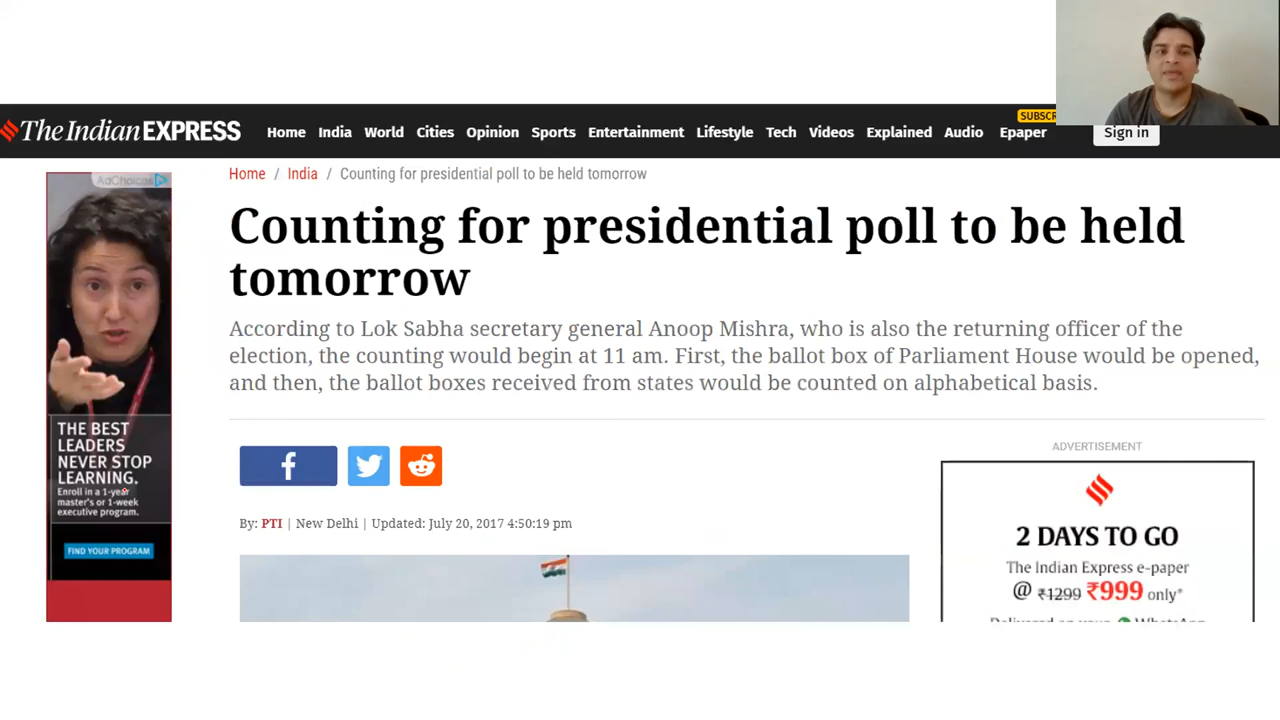 SUBSCR
The Indian EXPRESS
Home India World Cities Opinion Sports Entertainment Lifestyle Tech Videos Explained Audio Epaper Sign in
AdChoices
Home / India / Counting for presidential poll to be held tomorrow
Counting for presidential poll to be held
tomorrow
According to Lok Sabha secretary general Anoop Mishra, who is also the returning officer of the
election, the counting would begin at 11 am. First, the ballot box of Parliament House would be opened,
and then, the ballot boxes received from states would be counted on alphabetical basis.
THE BEST
LEADERS
NEVER STOP
LEARNING.
Enroll in a 1-year
master's or 1-week
executive program.
FIND YOUR PROGRAM
By: PTI | New Delhi | Updated: July 20, 2017 4:50:19 pm
ADVERTISEMENT
2 DAYS TO GO
The Indian Express e-paper
@ ₹1299 ₹999 only*